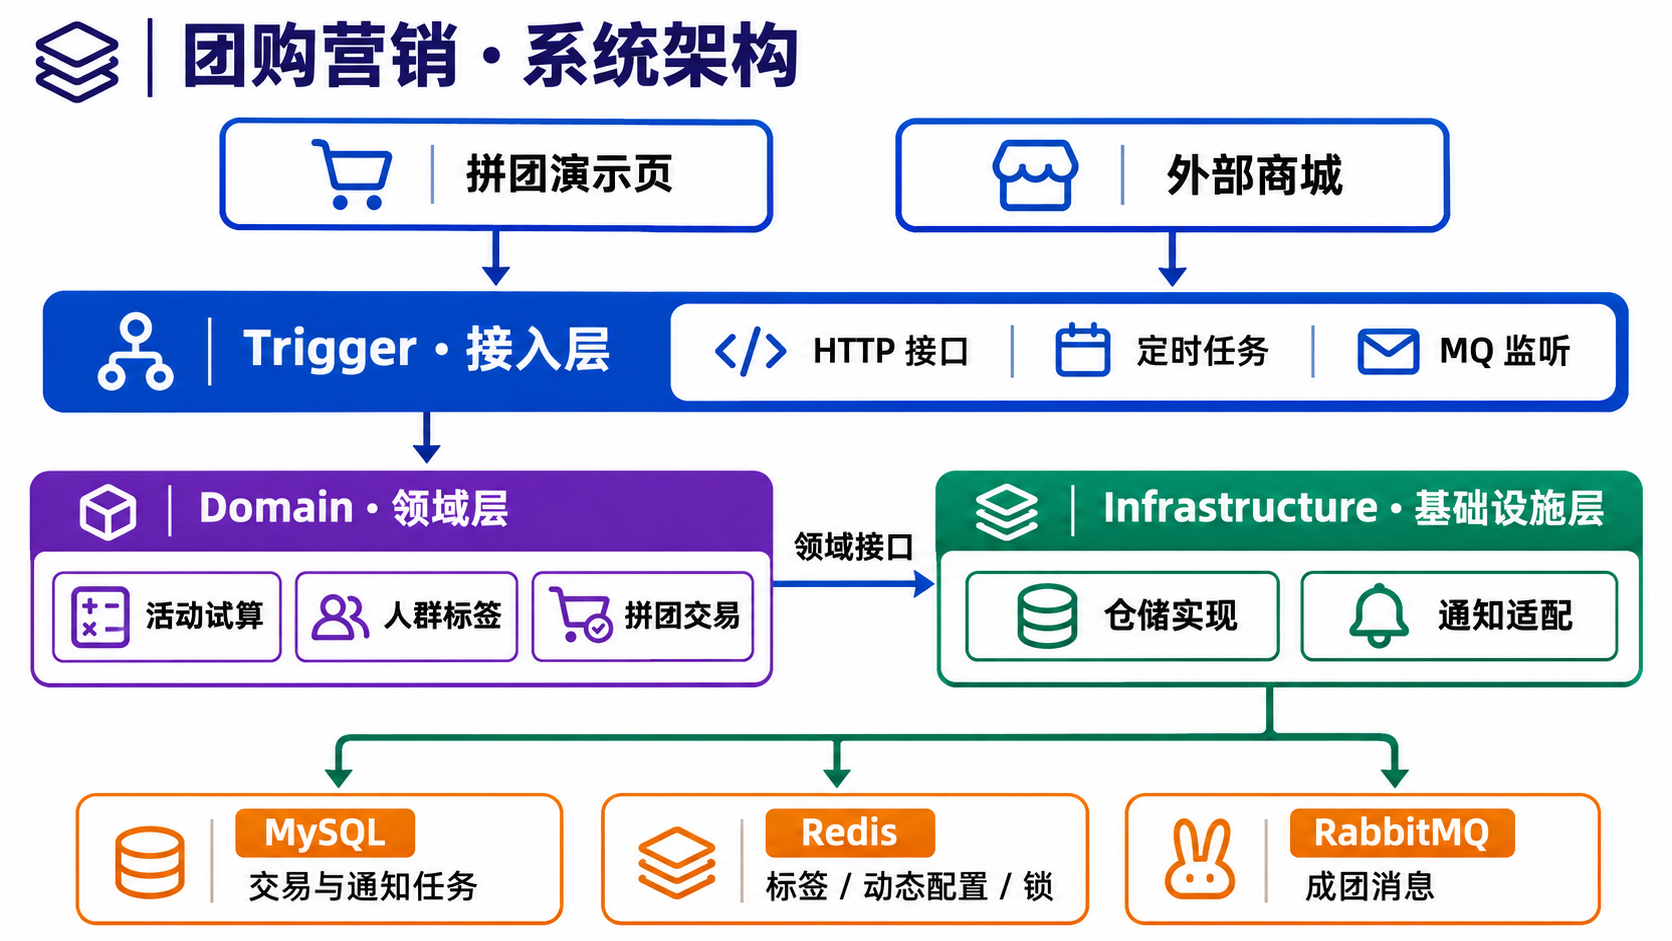 团购营销·系统架构
拼团演示页
外部商城
Trigger·接入层
HTTP 接口
定时任务
MQ 监听
Domain·领域层
活动试算
人群标签
拼团交易
领域接口
Infrastructure·基础设施层
仓储实现
通知适配
MySQL
交易与通知任务
Redis
标签 / 动态配置 / 锁
RabbitMQ
成团消息